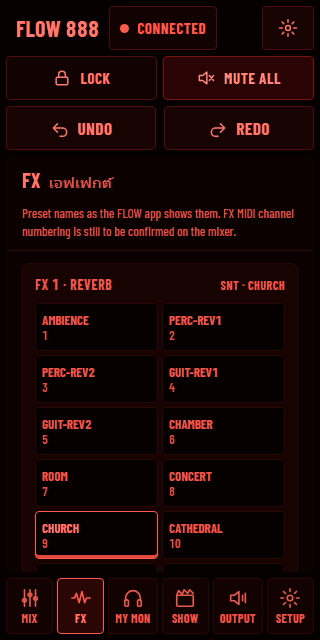 FLOW 888
CONNECTED
LOCK
MUTE ALL
UNDO
REDO
FX เอฟเฟกต์
Preset names as the FLOW app shows them. FX MIDI channel
numbering is still to be confirmed on the mixer.
FX 1 · REVERB
SNT · CHURCH
AMBIENCE
1
PERC-REV1
2
PERC-REV2
3
GUIT-REV1
4
GUIT-REV2
5
CHAMBER
6
ROOM
7
CONCERT
8
CHURCH
9
CATHEDRAL
10
MIX
FX
MY MON
SHOW
OUTPUT
SETUP